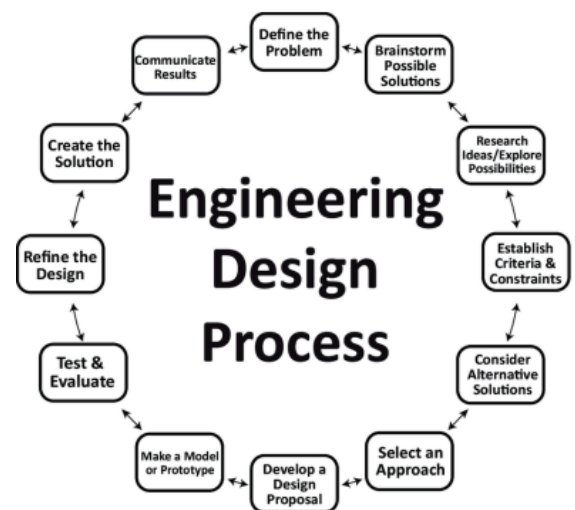 Define the
Problem
Brainstorm
Possible
Solutions
Research
Ideas/Explore
Possibilities
Establish
Criteria &
Constraints
Consider
Alternative
Solutions
Select an
Approach
Develop a
Design
Proposal
Make a Model
or Prototype
Test &
Evaluate
Refine the
Design
Create the
Solution
Communicate
Results
Engineering
Design
Process